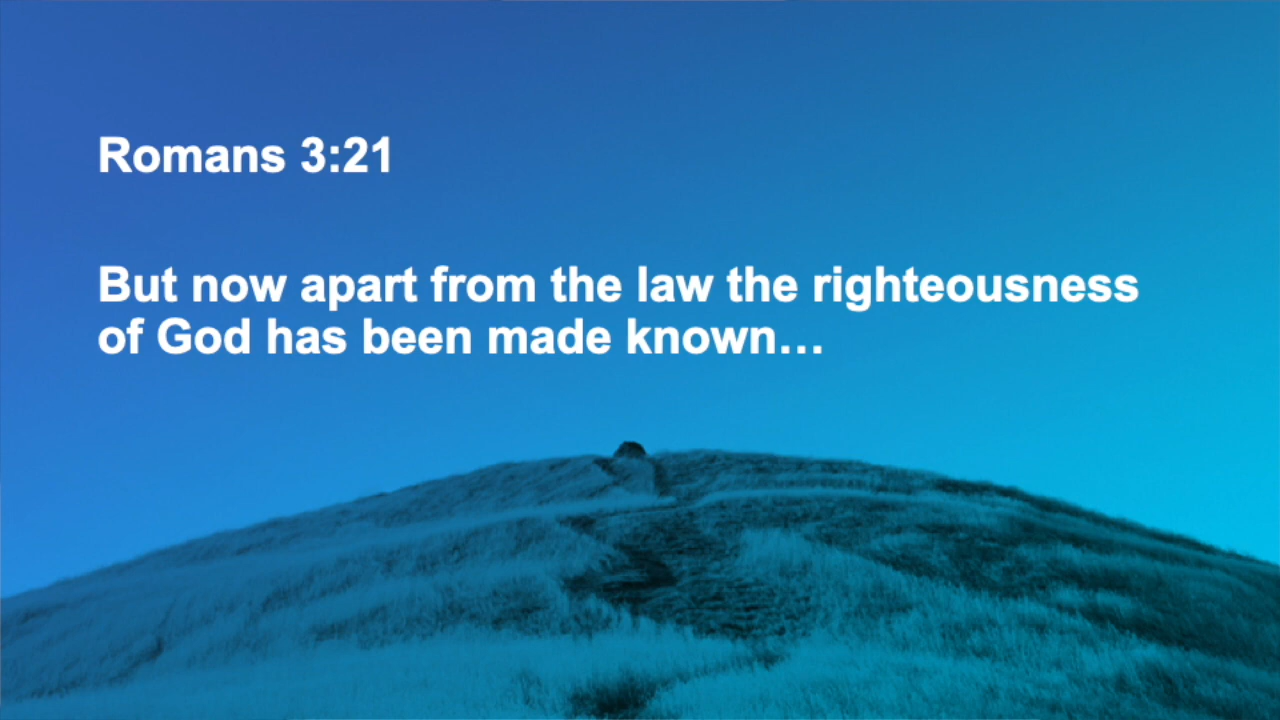 Romans 3:21
But now apart from the law the righteousness
of God has been made known…